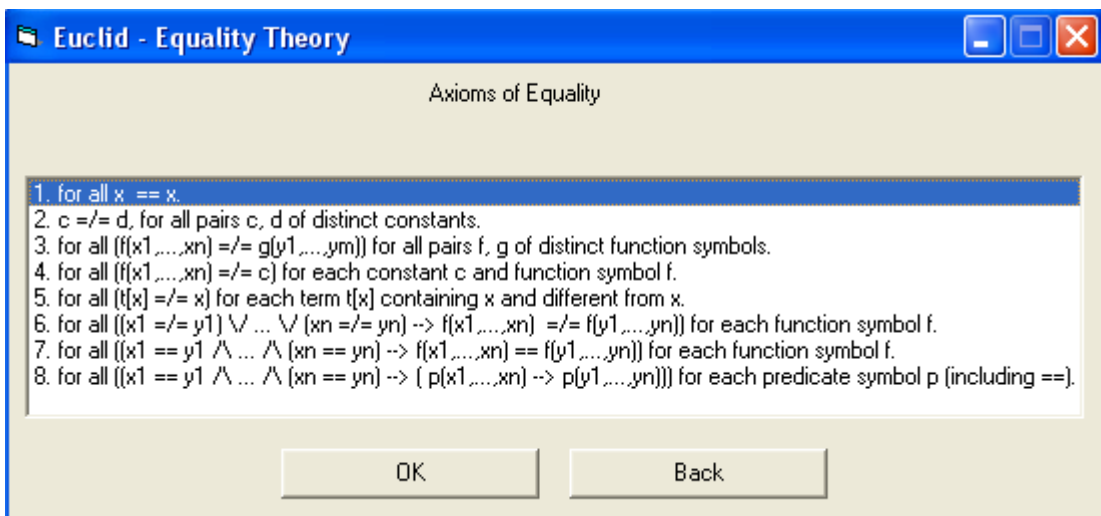 Euclid - Equality Theory
Axioms of Equality
1. for all x  == x.
2. c =/= d, for all pairs c, d of distinct constants.
3. for all (f(x1,...,xn) =/= g(y1,...,ym)) for all pairs f, g of distinct function symbols.
4. for all (f(x1,...,xn) =/= c) for each constant c and function symbol f.
5. for all (t[x] =/= x) for each term t[x] containing x and different from x.
6. for all ((x1 =/= y1) \/ ... \/ (xn =/= yn) --> f(x1,...,xn)  =/= f(y1,...,yn)) for each function symbol f.
7. for all ((x1 == y1 /\ ... /\ (xn == yn) --> f(x1,...,xn) == f(y1,...,yn)) for each function symbol f.
8. for all ((x1 == y1 /\ ... /\ (xn == yn) --> ( p(x1,...,xn) --> p(y1,...,yn))) for each predicate symbol p (including ==).
OK Back